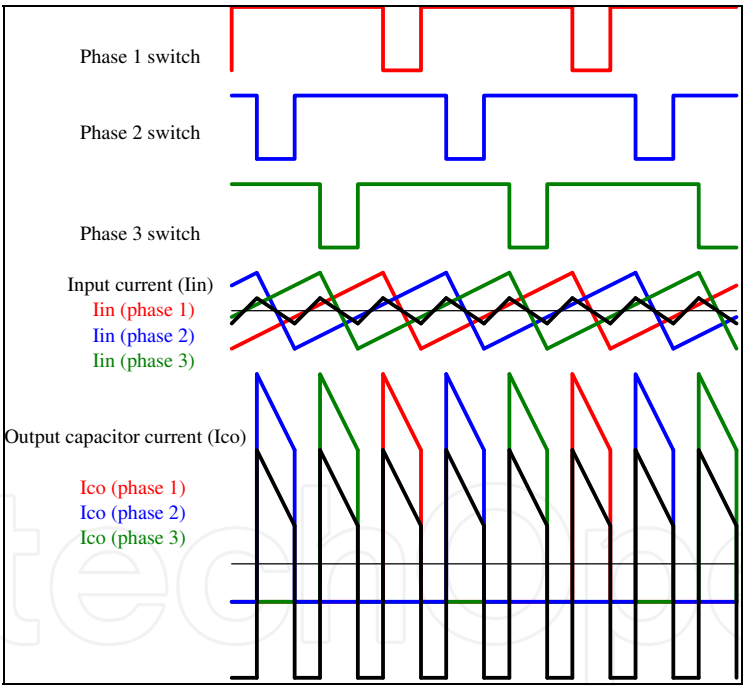 Phase 1 switch
Phase 2 switch
Phase 3 switch
Input current (Iin)
Iin (phase 1)
Iin (phase 2)
Iin (phase 3)
Output capacitor current (Ico)
Ico (phase 1)
Ico (phase 2)
Ico (phase 3)
techOp